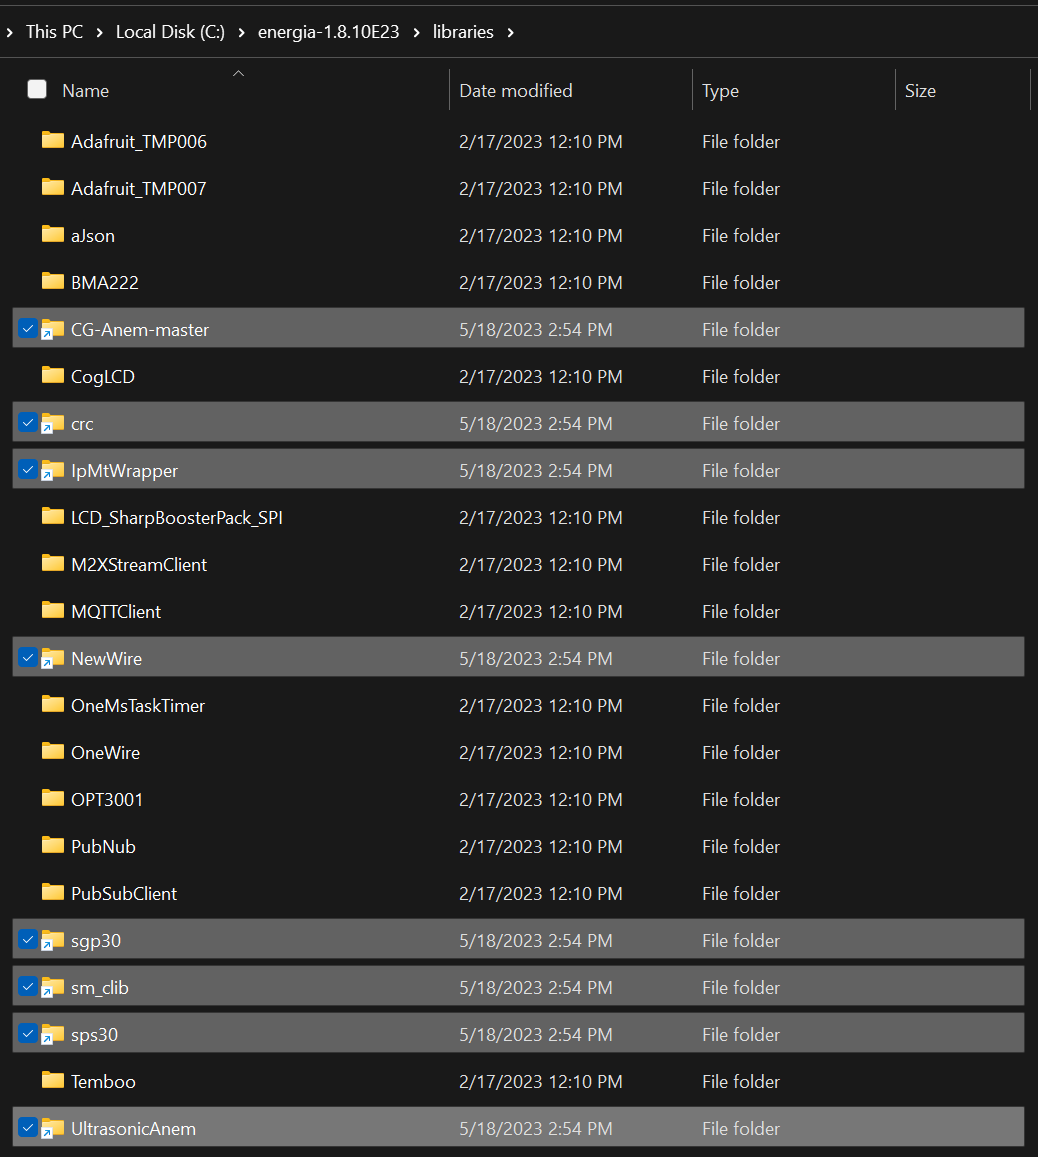 This PC > Local Disk (C:) > energia-1.8.10E23 > libraries >
Name Date modified Type Size
Adafruit_TMP006 2/17/2023 12:10 PM File folder
Adafruit_TMP007 2/17/2023 12:10 PM File folder
aJson 2/17/2023 12:10 PM File folder
BMA222 2/17/2023 12:10 PM File folder
CG-Anem-master 5/18/2023 2:54 PM File folder
CogLCD 2/17/2023 12:10 PM File folder
crc 5/18/2023 2:54 PM File folder
IpMtWrapper 5/18/2023 2:54 PM File folder
LCD_SharpBoosterPack_SPI 2/17/2023 12:10 PM File folder
M2XStreamClient 2/17/2023 12:10 PM File folder
MQTTClient 2/17/2023 12:10 PM File folder
NewWire 5/18/2023 2:54 PM File folder
OneMsTaskTimer 2/17/2023 12:10 PM File folder
OneWire 2/17/2023 12:10 PM File folder
OPT3001 2/17/2023 12:10 PM File folder
PubNub 2/17/2023 12:10 PM File folder
PubSubClient 2/17/2023 12:10 PM File folder
sgp30 5/18/2023 2:54 PM File folder
sm_clib 5/18/2023 2:54 PM File folder
sps30 5/18/2023 2:54 PM File folder
Temboo 2/17/2023 12:10 PM File folder
UltrasonicAnem 5/18/2023 2:54 PM File folder